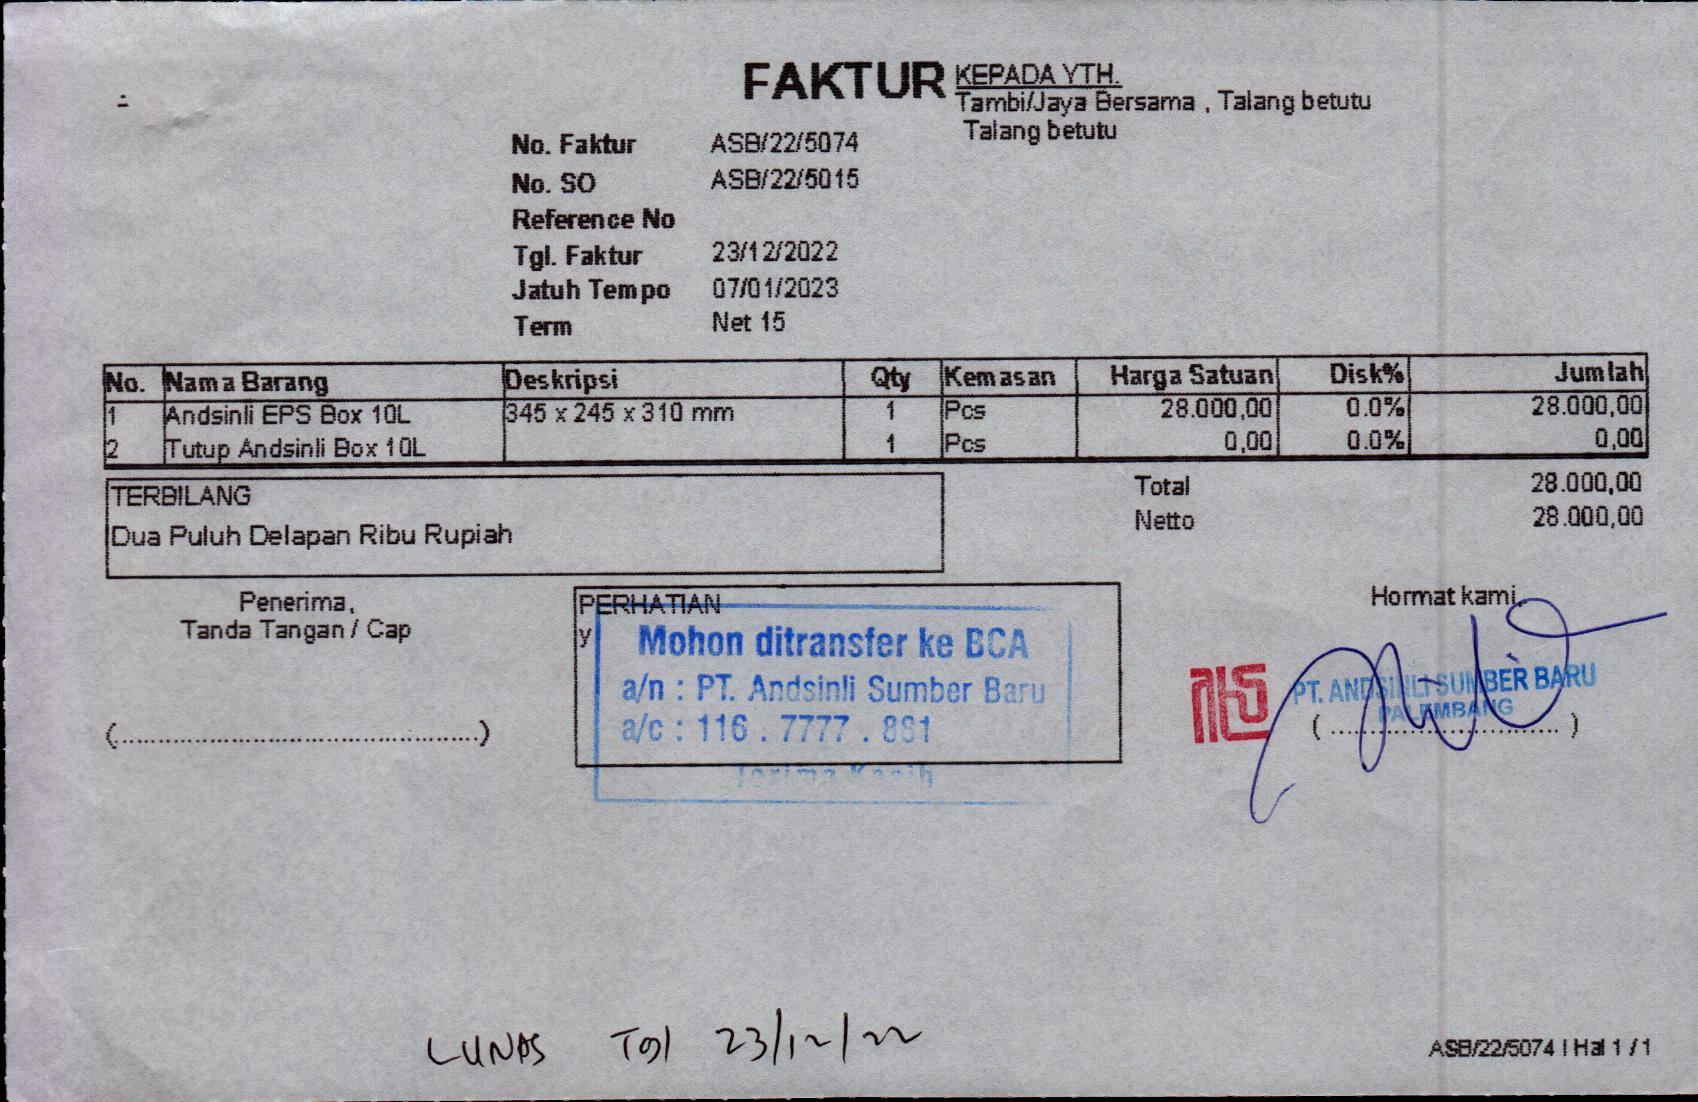 FAKTUR
KEPADA YTH.
Tambi/Jaya Bersama , Talang betutu
Talang betutu
No. Faktur ASB/22/5074
No. SO ASB/22/5015
Reference No
Tgl. Faktur 23/12/2022
Jatuh Tempo 07/01/2023
Term Net 15
No. Nama Barang Deskripsi Qty Kemasan Harga Satuan Disk% Jumlah
1 Andsinli EPS Box 10L 345 x 245 x 310 mm 1 Pcs 28.000,00 0.0% 28.000,00
2 Tutup Andsinli Box 10L 1 Pcs 0,00 0.0% 0,00
TERBILANG
Dua Puluh Delapan Ribu Rupiah
Total 28.000,00
Netto 28.000,00
Penerima,
Tanda Tangan / Cap
(............................................)
PERHATIAN
y
Mohon ditransfer ke BCA
a/n : PT. Andsinli Sumber Baru
a/c : 116 . 7777 . 881
Terima Kasih
Hormat kami,
PT. ANDSINLI SUMBER BARU
PALEMBANG
(............................)
LUNAS Tgl 23/12/22
ASB/22/5074 | Hal 1 / 1